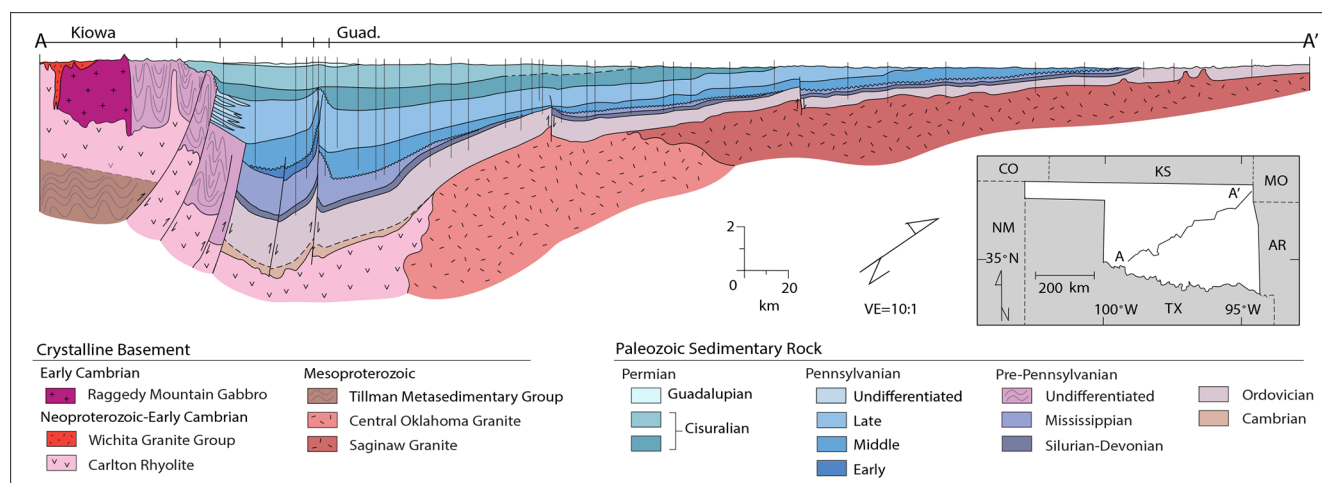 Kiowa Guad.
A A'
2
0 20
km
VE=10:1
N
CO KS MO
A'
NM AR
35°N A
200 km
N 100°W TX 95°W
Crystalline Basement
Early Cambrian
Raggedy Mountain Gabbro
Neoproterozoic-Early Cambrian
Wichita Granite Group
Carlton Rhyolite
Mesoproterozoic
Tillman Metasedimentary Group
Central Oklahoma Granite
Saginaw Granite
Paleozoic Sedimentary Rock
Permian
Guadalupian
Cisuralian
Pennsylvanian
Undifferentiated
Late
Middle
Early
Pre-Pennsylvanian
Undifferentiated
Mississippian
Silurian-Devonian
Ordovician
Cambrian